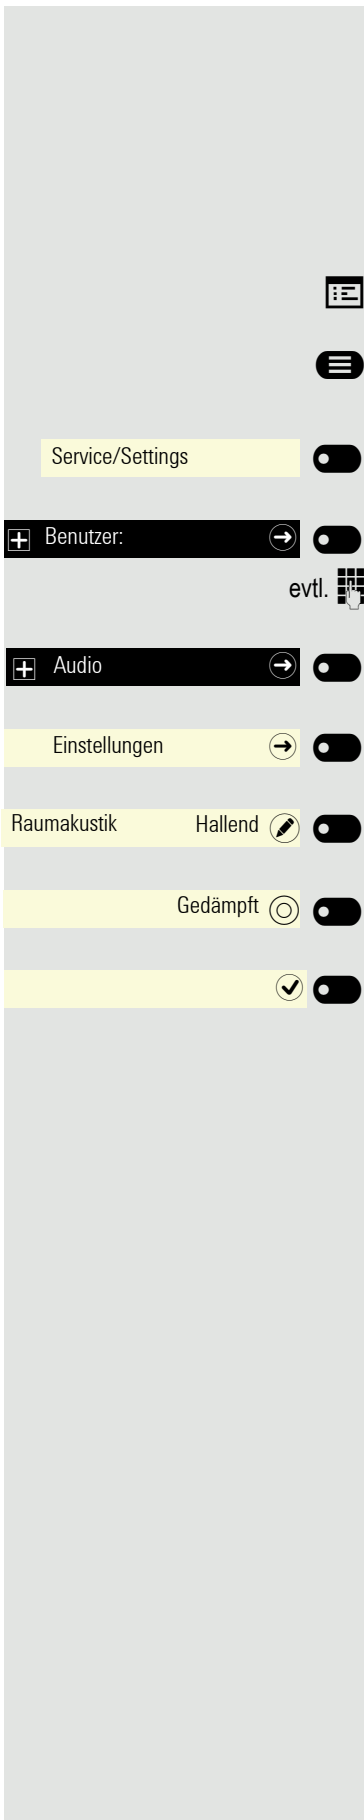 Service/Settings
Benutzer:
evtl.
Audio
Einstellungen
Raumakustik Hallend
Gedämpft